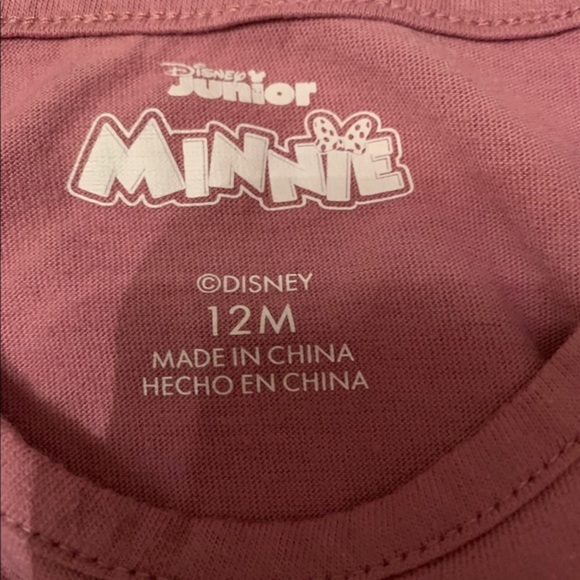 Disney
Junior
MINNIE
©DISNEY
12M
MADE IN CHINA
HECHO EN CHINA